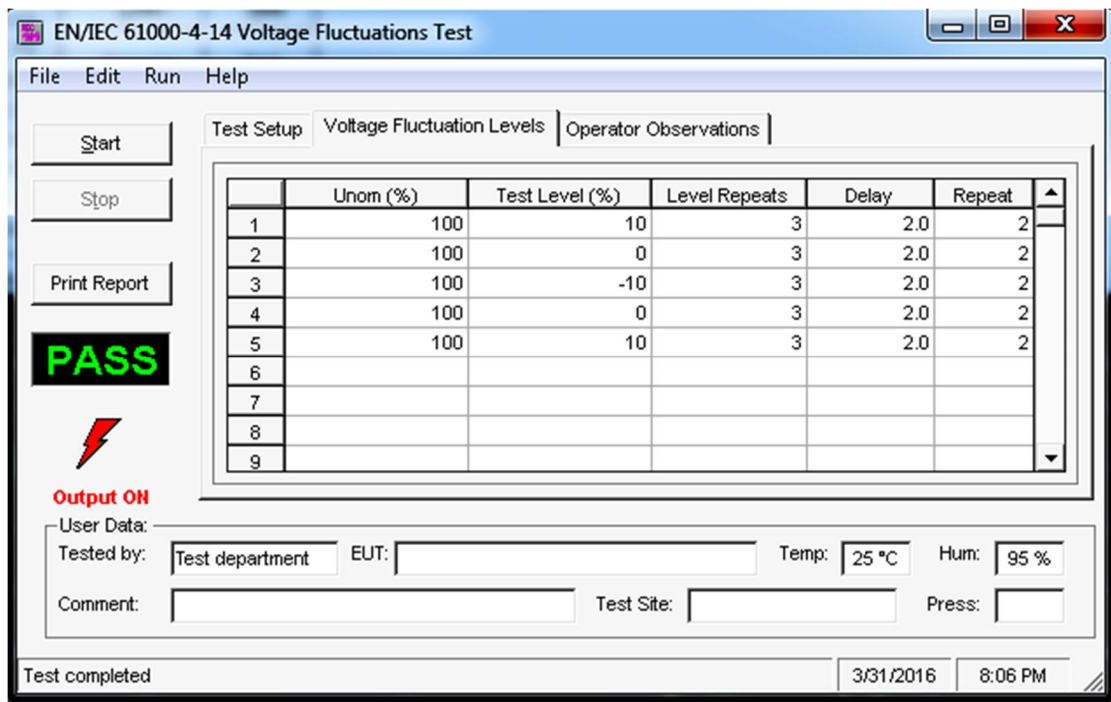 EN/IEC 61000-4-14 Voltage Fluctuations Test
File Edit Run Help
Start
Stop
Print Report
PASS
Output ON
Test Setup Voltage Fluctuation Levels Operator Observations
Unom (%) Test Level (%) Level Repeats Delay Repeat
1 100 10 3 2.0 2
2 100 0 3 2.0 2
3 100 -10 3 2.0 2
4 100 0 3 2.0 2
5 100 10 3 2.0 2
6
7
8
9
User Data:
Tested by: Test department EUT: Temp: 25 °C Hum: 95 %
Comment: Test Site: Press:
Test completed 3/31/2016 8:06 PM